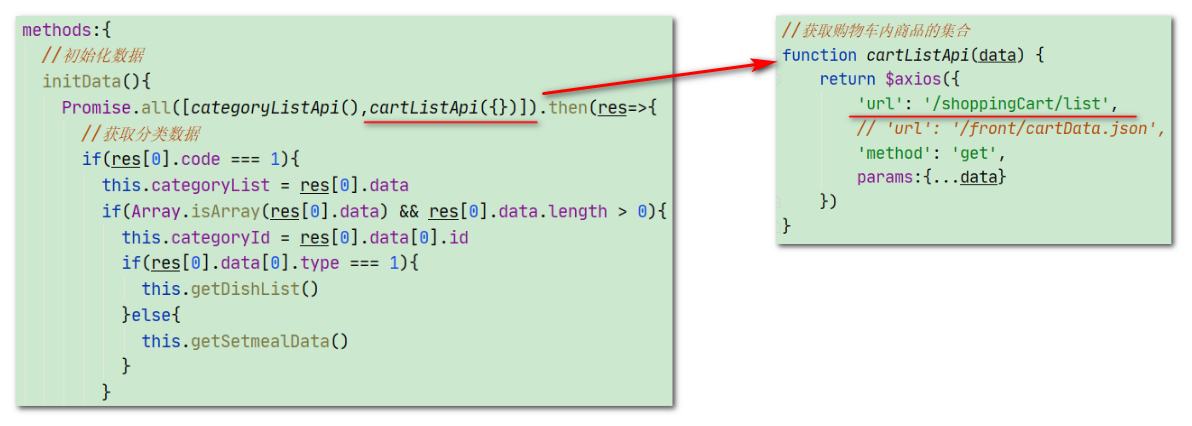 methods:{
//初始化数据
initData(){
Promise.all([categoryListApi(),cartListApi({})]).then(res=>{
//获取分类数据
if(res[0].code === 1){
this.categoryList = res[0].data
if(Array.isArray(res[0].data) && res[0].data.length > 0){
this.categoryId = res[0].data[0].id
if(res[0].data[0].type === 1){
this.getDishList()
}else{
this.getSetmealData()
}
}
//获取购物车内商品的集合
function cartListApi(data) {
return $axios({
'url': '/shoppingCart/list',
// 'url': '/front/cartData.json',
'method': 'get',
params:{...data}
})
}